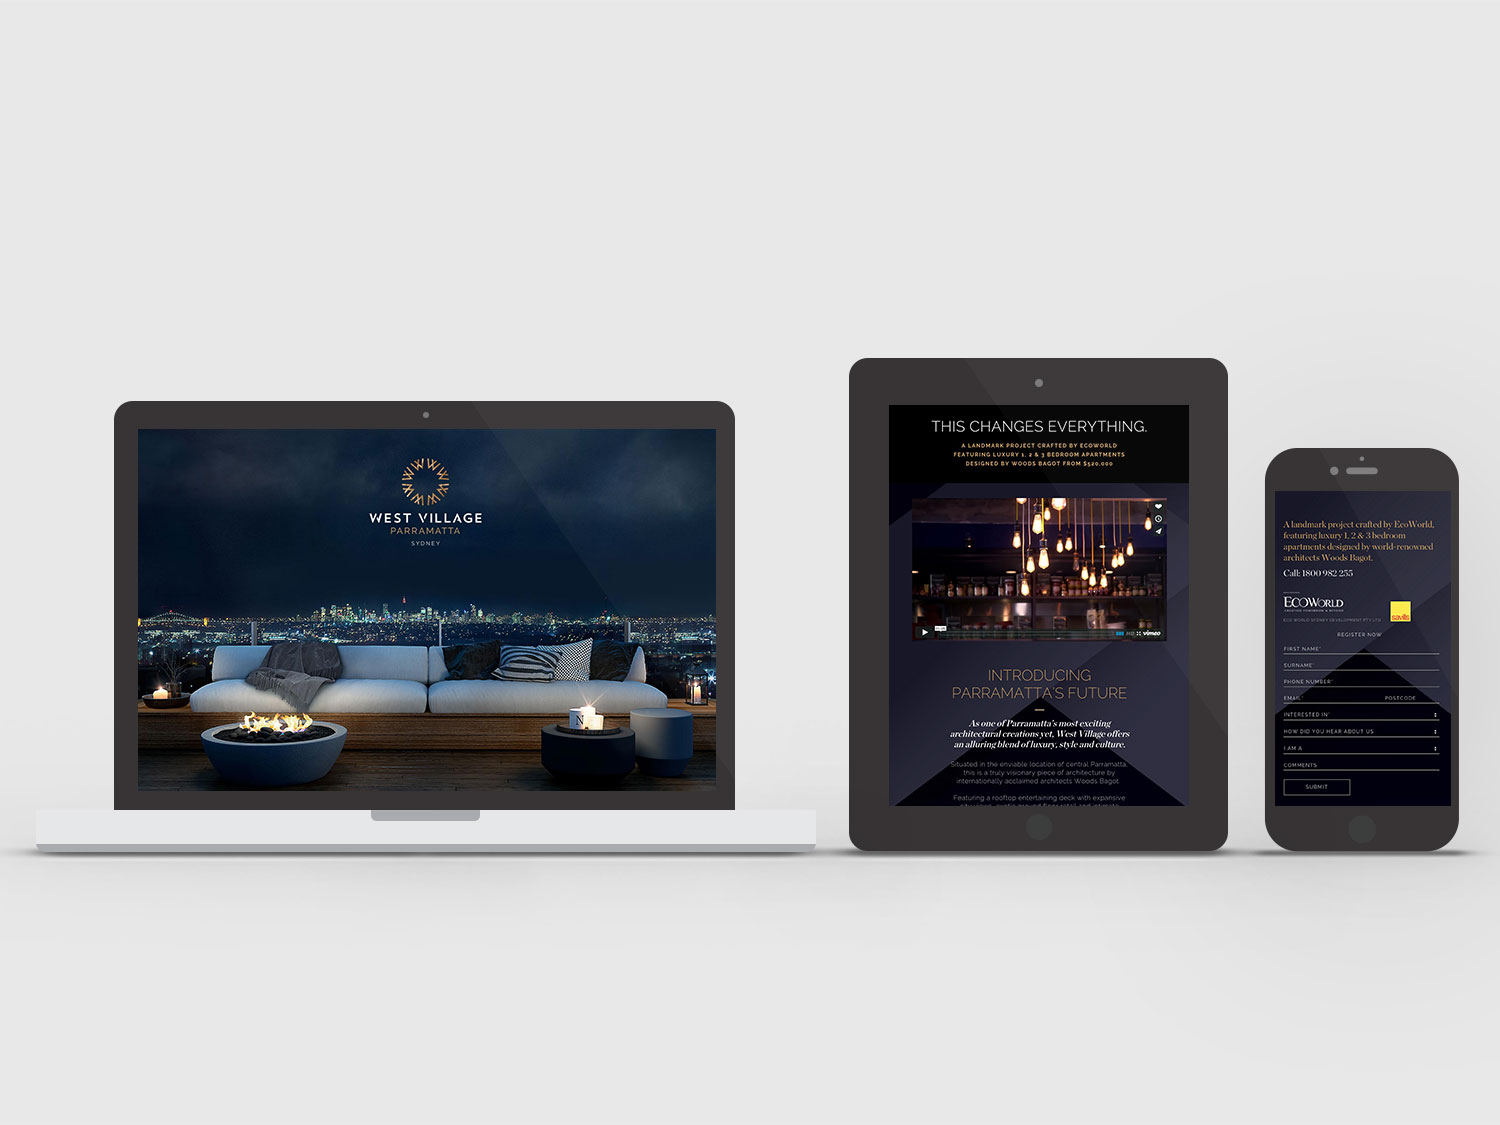 WEST VILLAGE
PARRAMATTA
SYDNEY
N
THIS CHANGES EVERYTHING.
A LANDMARK PROJECT CRAFTED BY ECOWORLD
FEATURING LUXURY 1, 2 & 3 BEDROOM APARTMENTS
DESIGNED BY WOODS BAGOT FROM $520,000
HD
vimeo
INTRODUCING
PARRAMATTA'S FUTURE
As one of Parramatta's most exciting
architectural creations yet, West Village offers
an alluring blend of luxury, style and culture.
Situated in the enviable location of central Parramatta,
this is a truly visionary piece of architecture by
internationally acclaimed architects Woods Bagot.
Featuring a rooftop entertaining deck with expansive
A landmark project crafted by EcoWorld,
featuring luxury 1, 2 & 3 bedroom
apartments designed by world-renowned
architects Woods Bagot.
Call: 1800 982 255
ECOWORLD
CREATING TOMORROW & BEYOND
ECO WORLD SYDNEY DEVELOPMENT PTY LTD
savills
REGISTER NOW
FIRST NAME*
SURNAME*
PHONE NUMBER*
EMAIL* POSTCODE
INTERESTED IN*
HOW DID YOU HEAR ABOUT US
I AM A
COMMENTS
SUBMIT